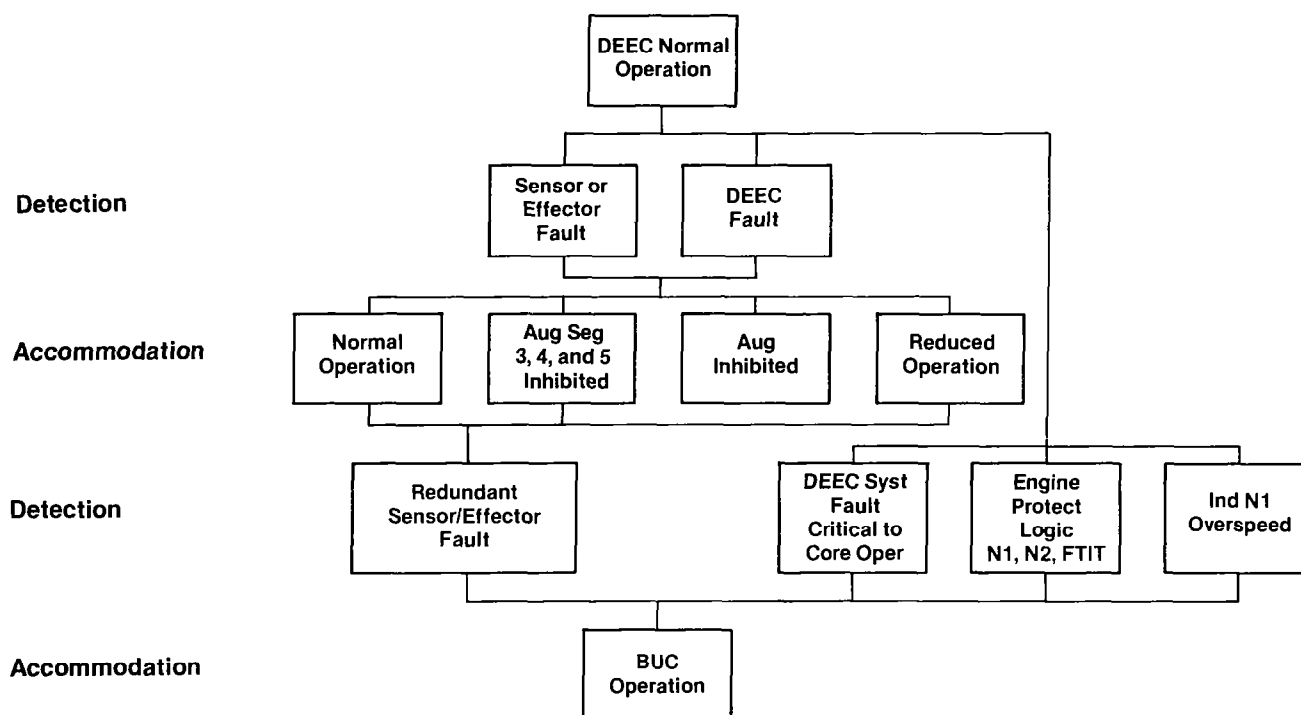 DEEC Normal
Operation
Detection
Sensor or
Effector
Fault
DEEC
Fault
Accommodation
Normal
Operation
Aug Seg
3, 4, and 5
Inhibited
Aug
Inhibited
Reduced
Operation
Detection
Redundant
Sensor/Effector
Fault
DEEC Syst
Fault
Critical to
Core Oper
Engine
Protect
Logic
N1, N2, FTIT
Ind N1
Overspeed
Accommodation
BUC
Operation